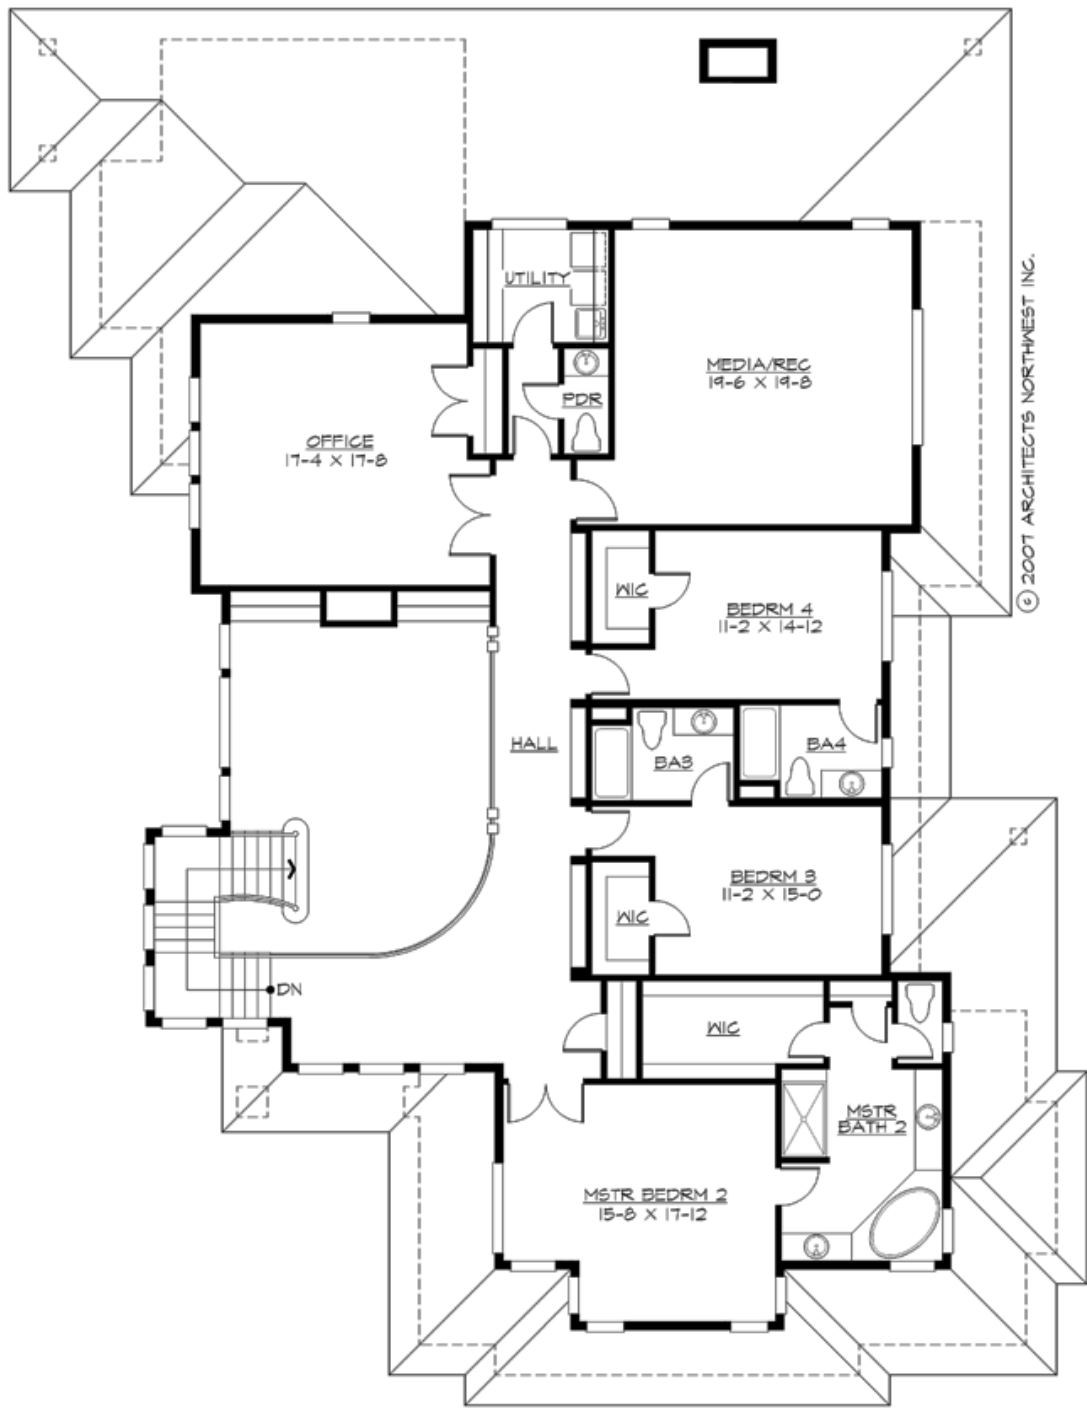 UTILITY
MEDIA/REC
19-6 X 19-8
PDR
OFFICE
17-4 X 17-8
WIC
BEDRM 4
11-2 X 14-12
HALL
BA3
BA4
BEDRM 3
11-2 X 15-0
WIC
DN
WIC
MSTR
BATH 2
MSTR BEDRM 2
15-8 X 17-12
© 2007 ARCHITECTS NORTHWEST INC.